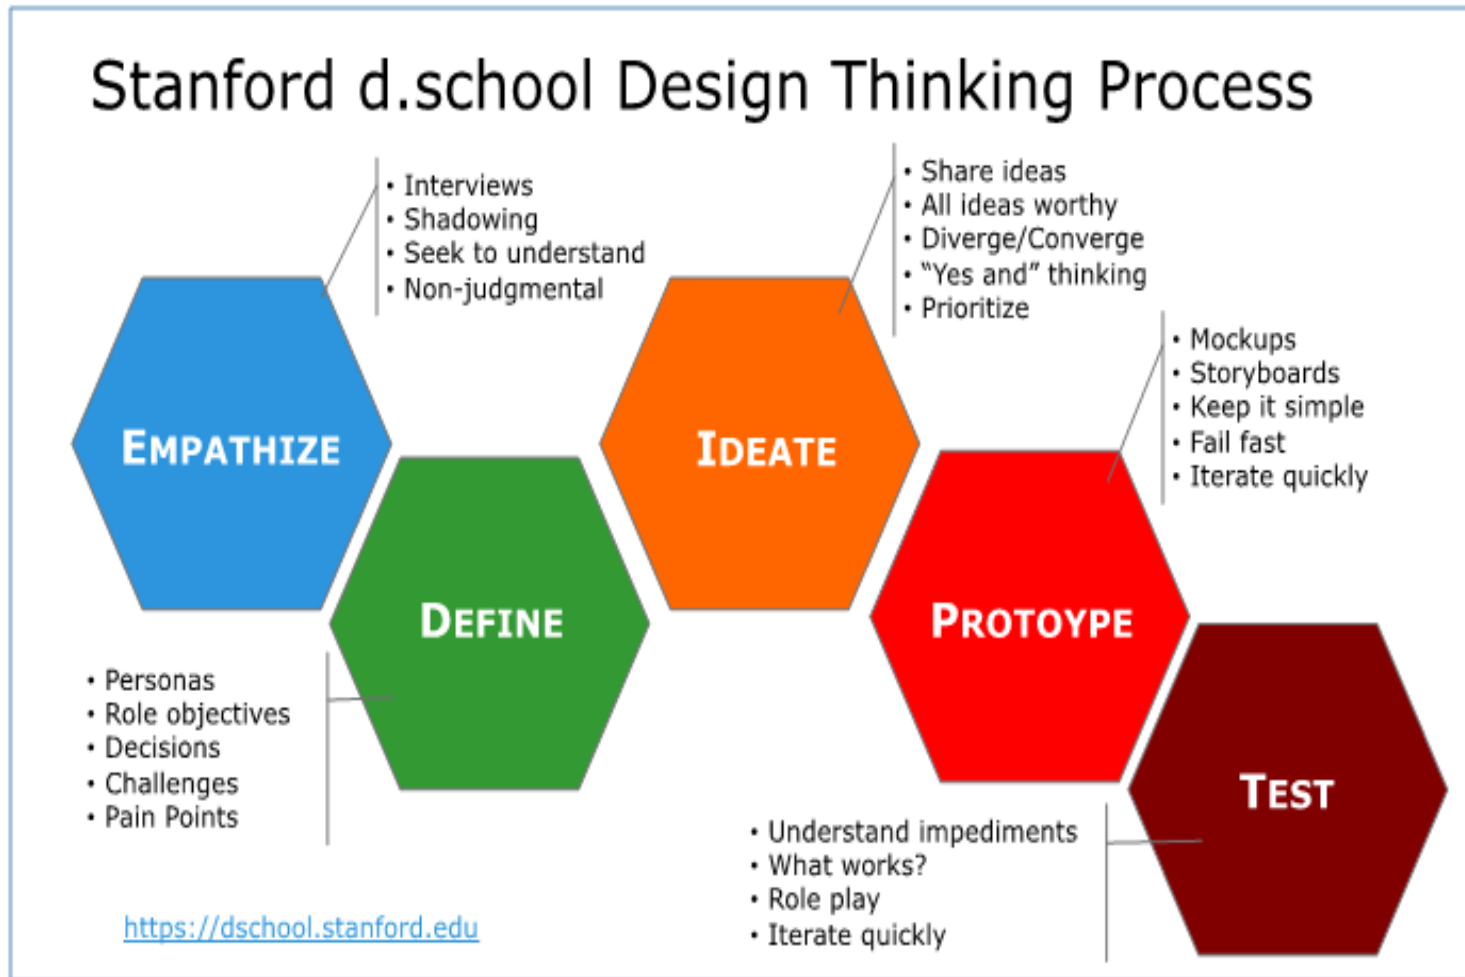 Stanford d.school Design Thinking Process
• Interviews
• Shadowing
• Seek to understand
• Non-judgmental
EMPATHIZE
• Personas
• Role objectives
• Decisions
• Challenges
• Pain Points
DEFINE
• Share ideas
• All ideas worthy
• Diverge/Converge
• “Yes and” thinking
• Prioritize
IDEATE
• Mockups
• Storyboards
• Keep it simple
• Fail fast
• Iterate quickly
PROTOYPE
• Understand impediments
• What works?
• Role play
• Iterate quickly
TEST
https://dschool.stanford.edu